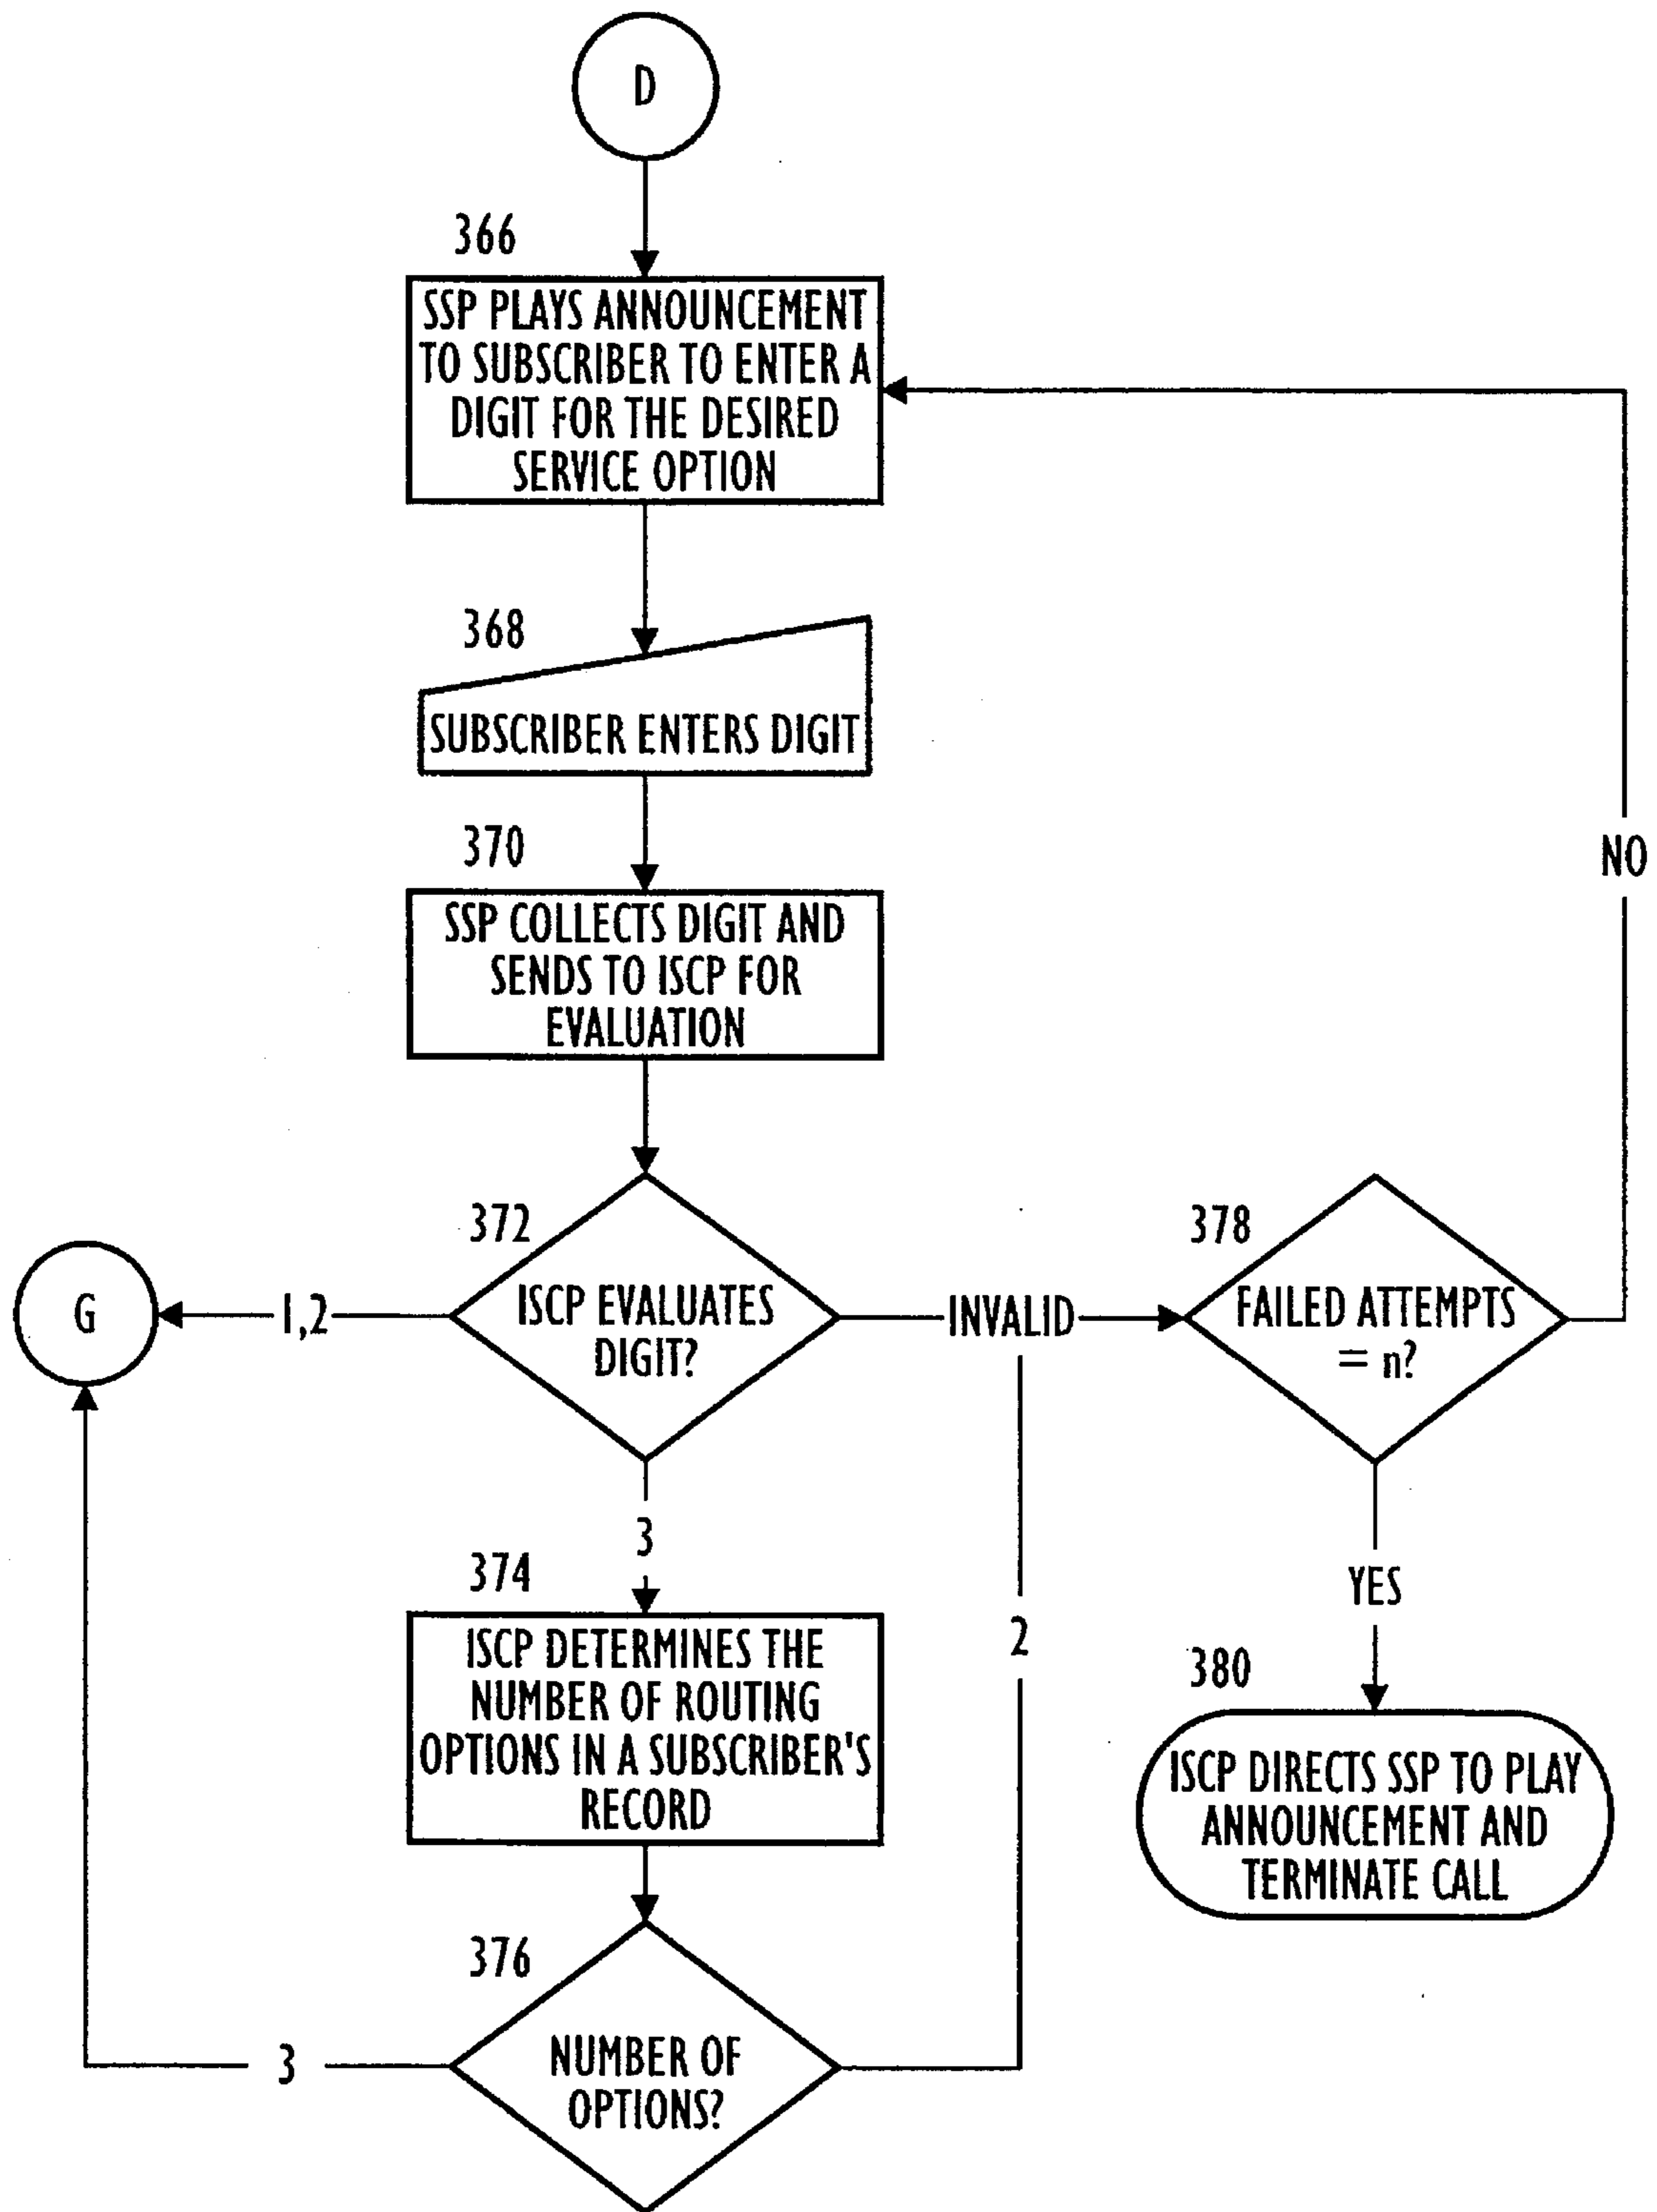 D
366
SSP PLAYS ANNOUNCEMENT
TO SUBSCRIBER TO ENTER A
DIGIT FOR THE DESIRED
SERVICE OPTION
368
SUBSCRIBER ENTERS DIGIT
370
SSP COLLECTS DIGIT AND
SENDS TO ISCP FOR
EVALUATION
NO
372
ISCP EVALUATES
DIGIT?
G
1,2
INVALID
378
FAILED ATTEMPTS
= n?
3
374
ISCP DETERMINES THE
NUMBER OF ROUTING
OPTIONS IN A SUBSCRIBER'S
RECORD
2
YES
380
ISCP DIRECTS SSP TO PLAY
ANNOUNCEMENT AND
TERMINATE CALL
376
NUMBER OF
OPTIONS?
3